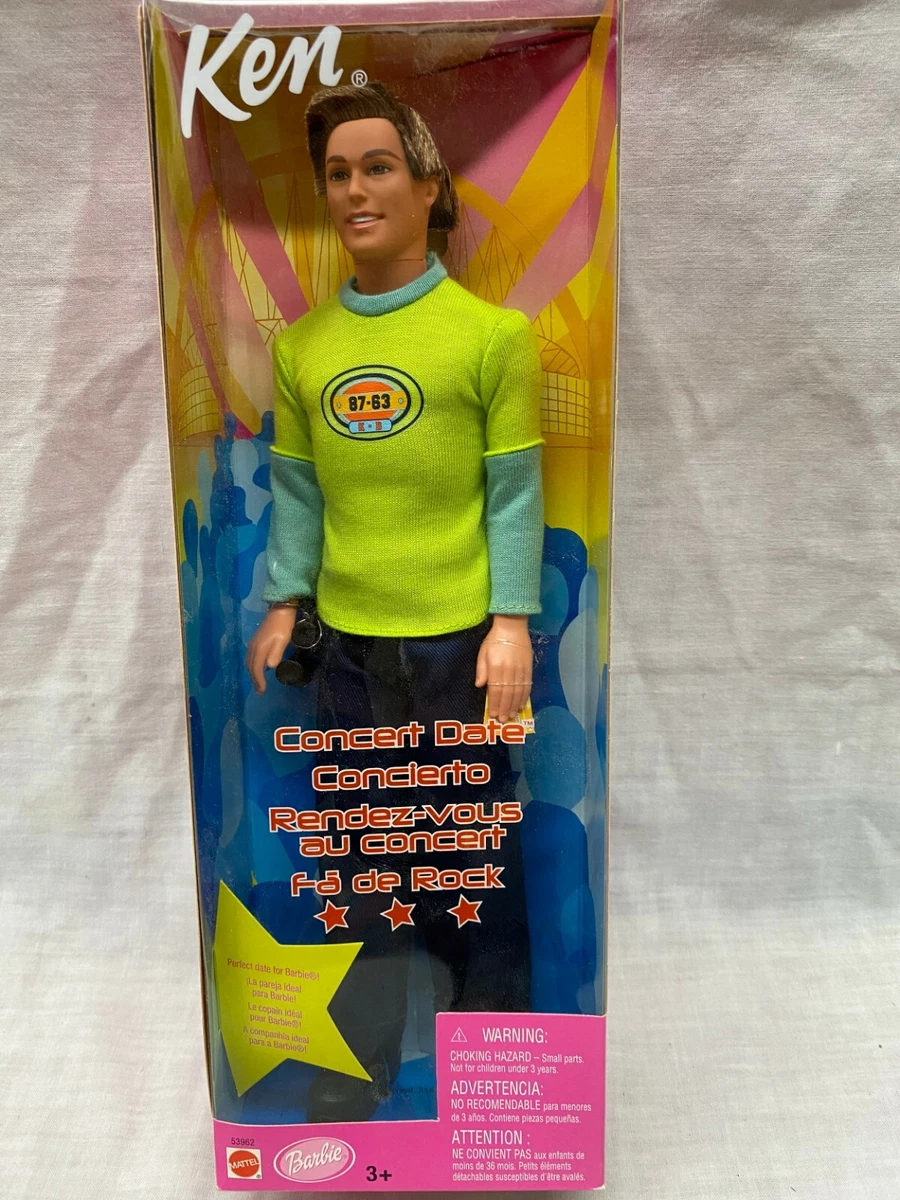 Ken®
87-63
K B
™
Concert Date
Concierto
Rendez-vous
au concert
Fã de Rock
Perfect date for Barbie®!
¡La pareja ideal
para Barbie!
Le copain idéal
pour Barbie®!
A companhia ideal
para a Barbie®!
⚠ WARNING:
CHOKING HAZARD – Small parts.
Not for children under 3 years.
ADVERTENCIA:
NO RECOMENDABLE para menores
de 3 años. Contiene piezas pequeñas.
ATTENTION :
NE CONVIENT PAS aux enfants de
moins de 36 mois. Petits éléments
détachables susceptibles d'être avalés.
53962
MATTEL
Barbie
3+